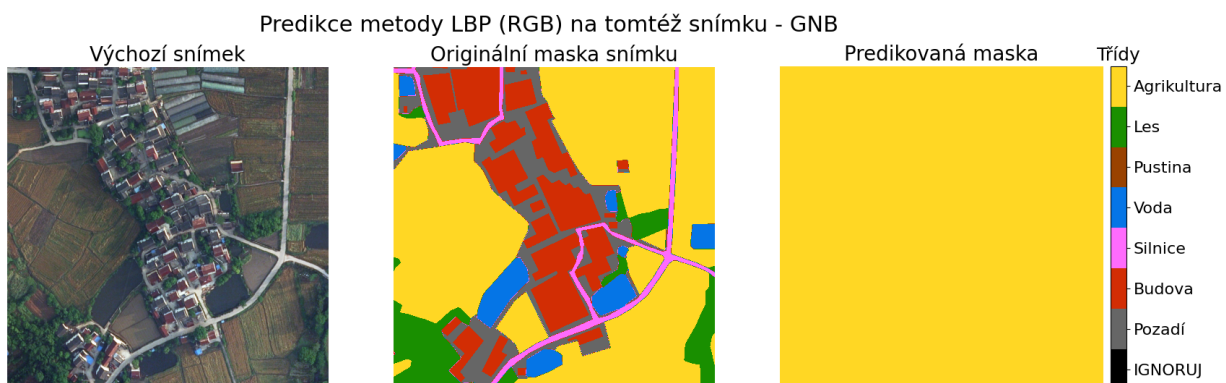 Predikce metody LBP (RGB) na tomtéž snímku - GNB
Výchozí snímek
Originální maska snímku
Predikovaná maska
Třídy
Agrikultura
Les
Pustina
Voda
Silnice
Budova
Pozadí
IGNORUJ